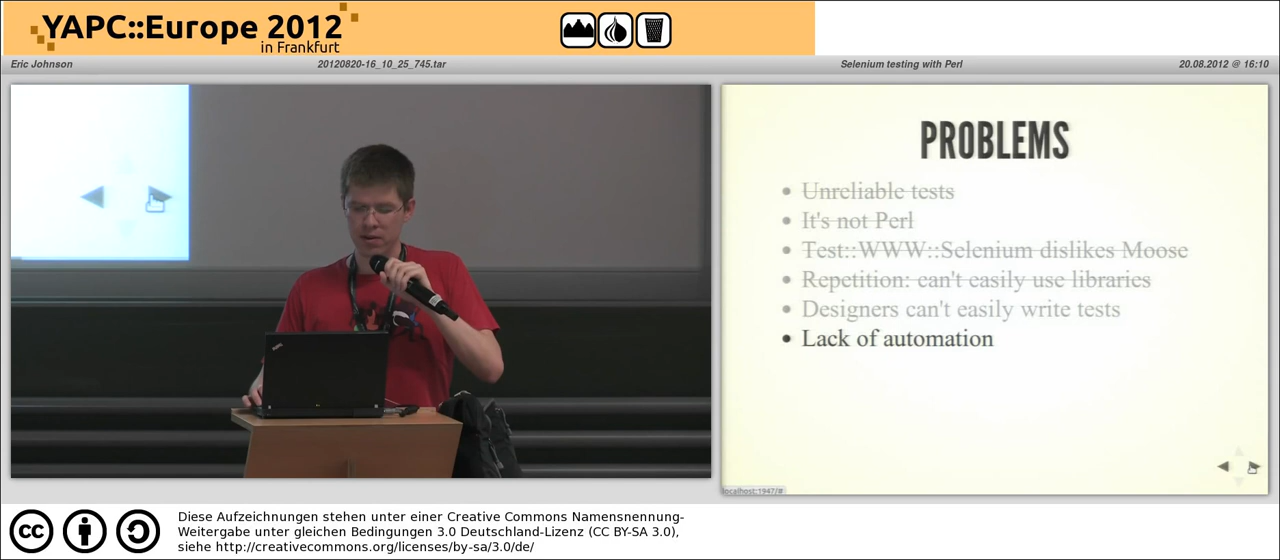 YAPC::Europe 2012
in Frankfurt
Eric Johnson
20120820-16_10_25_745.tar
Selenium testing with Perl
20.08.2012 @ 16:10
PROBLEMS
• Unreliable tests
• It's not Perl
• Test::WWW::Selenium dislikes Moose
• Repetition: can't easily use libraries
• Designers can't easily write tests
• Lack of automation
localhost:1947/#
cc
Diese Aufzeichnungen stehen unter einer Creative Commons Namensnennung-
Weitergabe unter gleichen Bedingungen 3.0 Deutschland-Lizenz (CC BY-SA 3.0),
siehe http://creativecommons.org/licenses/by-sa/3.0/de/